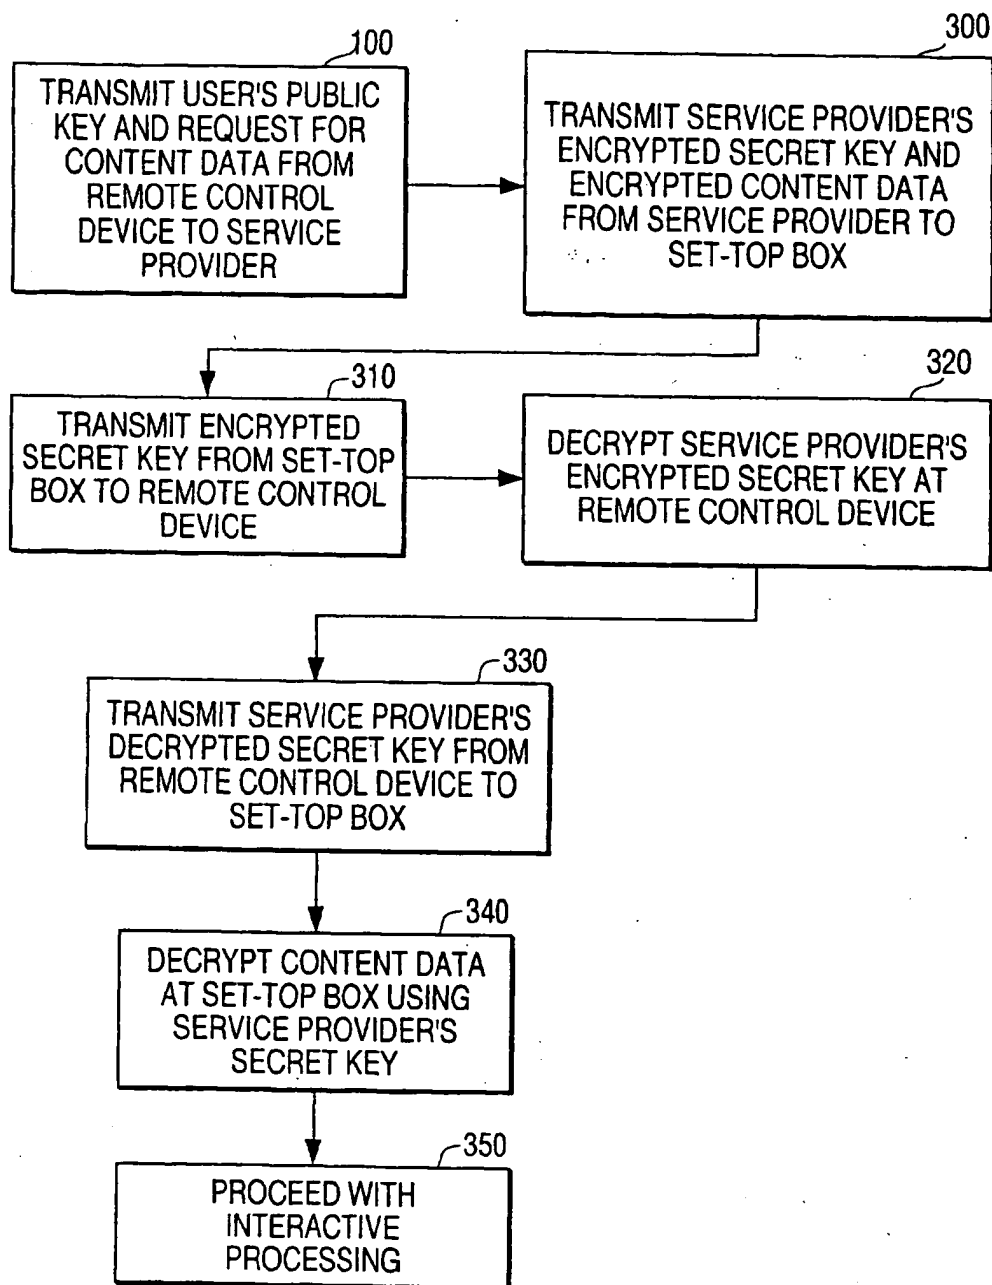 100
TRANSMIT USER'S PUBLIC
KEY AND REQUEST FOR
CONTENT DATA FROM
REMOTE CONTROL
DEVICE TO SERVICE
PROVIDER
300
TRANSMIT SERVICE PROVIDER'S
ENCRYPTED SECRET KEY AND
ENCRYPTED CONTENT DATA
FROM SERVICE PROVIDER TO
SET-TOP BOX
310
TRANSMIT ENCRYPTED
SECRET KEY FROM SET-TOP
BOX TO REMOTE CONTROL
DEVICE
320
DECRYPT SERVICE PROVIDER'S
ENCRYPTED SECRET KEY AT
REMOTE CONTROL DEVICE
330
TRANSMIT SERVICE PROVIDER'S
DECRYPTED SECRET KEY FROM
REMOTE CONTROL DEVICE TO
SET-TOP BOX
340
DECRYPT CONTENT DATA
AT SET-TOP BOX USING
SERVICE PROVIDER'S
SECRET KEY
350
PROCEED WITH
INTERACTIVE
PROCESSING